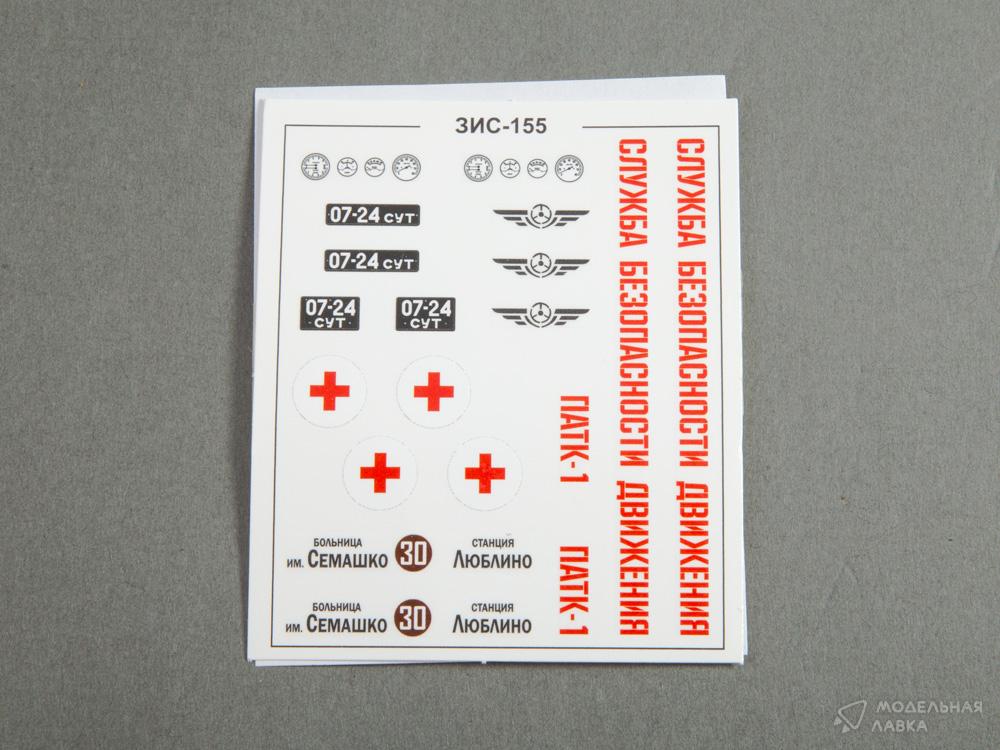 ЗИС-155
07-24 СУТ
07-24 СУТ
07-24
СУТ
07-24
СУТ
БОЛЬНИЦА
им. СЕМАШКО
30
СТАНЦИЯ
ЛЮБЛИНО
БОЛЬНИЦА
им. СЕМАШКО
30
СТАНЦИЯ
ЛЮБЛИНО
ПАТК-1
ПАТК-1
СЛУЖБА БЕЗОПАСНОСТИ ДВИЖЕНИЯ
СЛУЖБА БЕЗОПАСНОСТИ ДВИЖЕНИЯ
МОДЕЛЬНАЯ
ЛАВКА